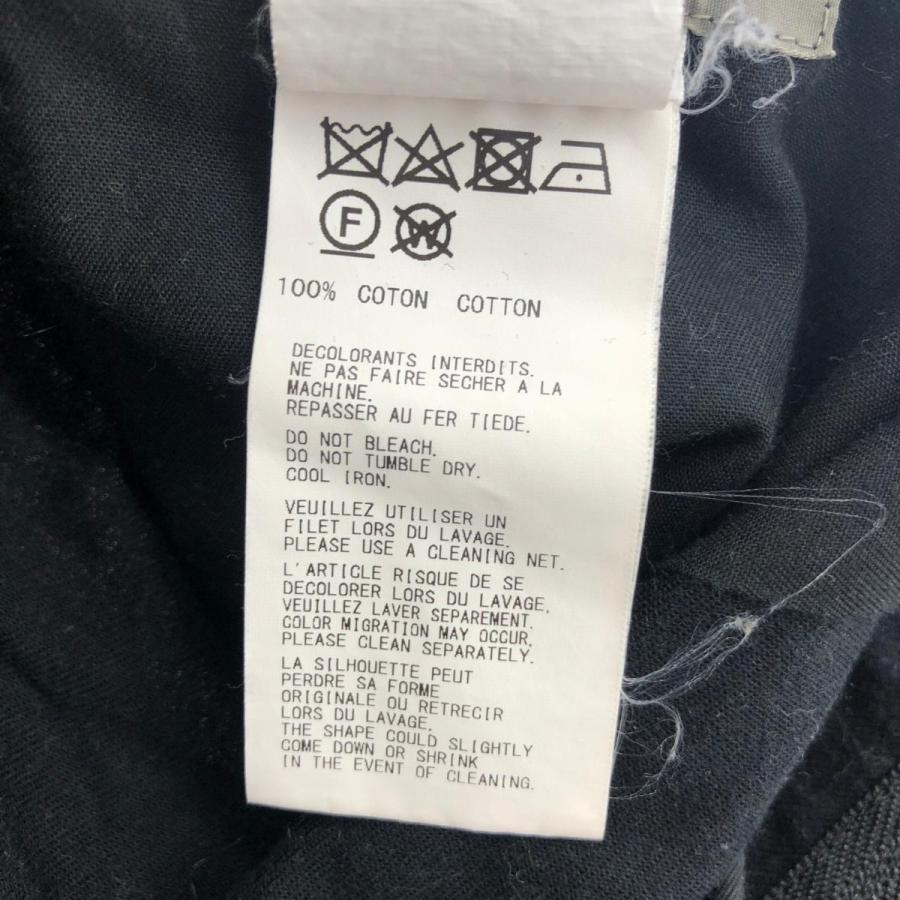 F
W
100% COTON COTTON
DECOLORANTS INTERDITS.
NE PAS FAIRE SECHER A LA
MACHINE.
REPASSER AU FER TIEDE.
DO NOT BLEACH.
DO NOT TUMBLE DRY.
COOL IRON.
VEUILLEZ UTILISER UN
FILET LORS DU LAVAGE.
PLEASE USE A CLEANING NET.
L'ARTICLE RISQUE DE SE
DECOLORER LORS DU LAVAGE,
VEUILLEZ LAVER SEPAREMENT.
COLOR MIGRATION MAY OCCUR,
PLEASE CLEAN SEPARATELY.
LA SILHOUETTE PEUT
PERDRE SA FORME
ORIGINALE OU RETRECIR
LORS DU LAVAGE.
THE SHAPE COULD SLIGHTLY
COME DOWN OR SHRINK
IN THE EVENT OF CLEANING.